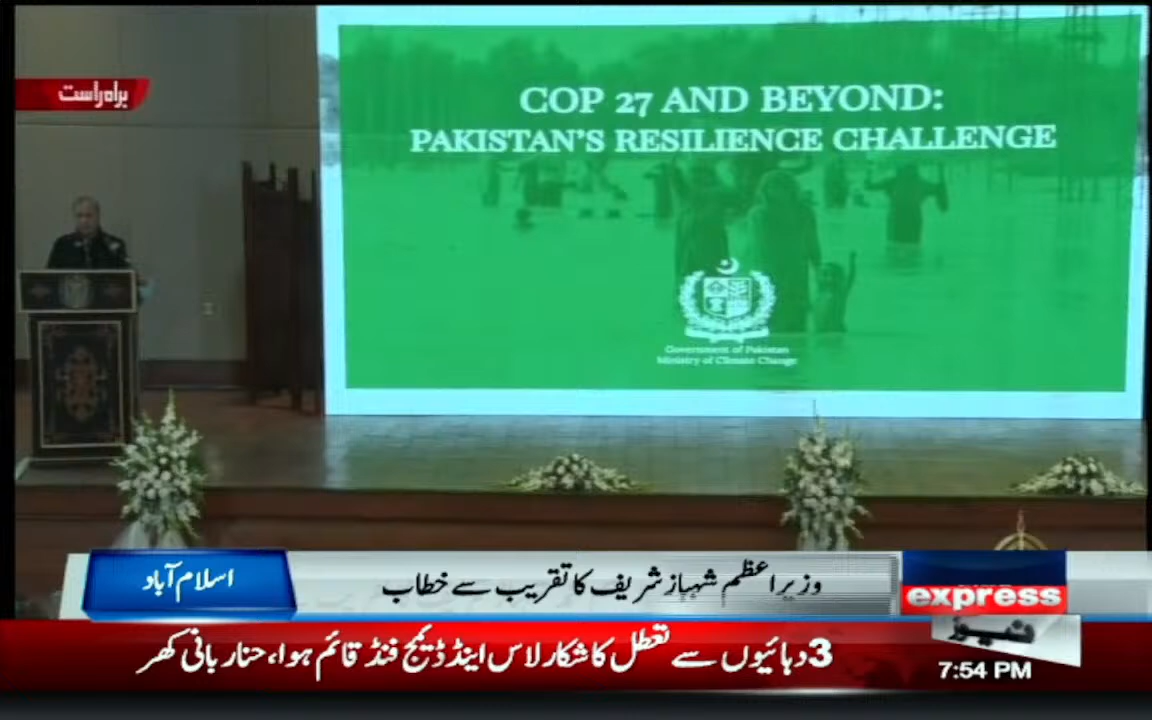 براہ راست
COP 27 AND BEYOND:
PAKISTAN'S RESILIENCE CHALLENGE
Government of Pakistan
Ministry of Climate Change
اسلام آباد
وزیراعظم شہباز شریف کا تقریب سے خطاب
express
نیوز
3 دہائیوں سے تعطل کا شکار لاس اینڈ ڈیمیج فنڈ قائم ہوا، حنا ربانی کھر
7:54 PM